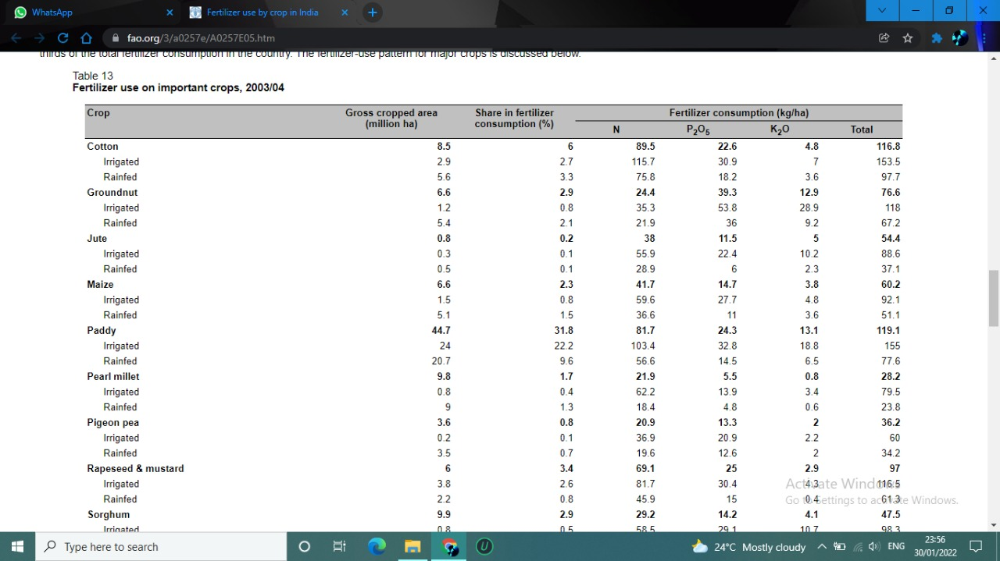 WhatsApp
Fertilizer use by crop in India
fao.org/3/a0257e/A0257E05.htm
thirds of the total fertilizer consumption in the country. The fertilizer-use pattern for major crops is discussed below.
Table 13
Fertilizer use on important crops, 2003/04
Crop Gross cropped area (million ha) Share in fertilizer consumption (%) Fertilizer consumption (kg/ha)
N P2O5 K2O Total
Cotton 8.5 6 89.5 22.6 4.8 116.8
Irrigated 2.9 2.7 115.7 30.9 7 153.5
Rainfed 5.6 3.3 75.8 18.2 3.6 97.7
Groundnut 6.6 2.9 24.4 39.3 12.9 76.6
Irrigated 1.2 0.8 35.3 53.8 28.9 118
Rainfed 5.4 2.1 21.9 36 9.2 67.2
Jute 0.8 0.2 38 11.5 5 54.4
Irrigated 0.3 0.1 55.9 22.4 10.2 88.6
Rainfed 0.5 0.1 28.9 6 2.3 37.1
Maize 6.6 2.3 41.7 14.7 3.8 60.2
Irrigated 1.5 0.8 59.6 27.7 4.8 92.1
Rainfed 5.1 1.5 36.6 11 3.6 51.1
Paddy 44.7 31.8 81.7 24.3 13.1 119.1
Irrigated 24 22.2 103.4 32.8 18.8 155
Rainfed 20.7 9.6 56.6 14.5 6.5 77.6
Pearl millet 9.8 1.7 21.9 5.5 0.8 28.2
Irrigated 0.8 0.4 62.2 13.9 3.4 79.5
Rainfed 9 1.3 18.4 4.8 0.6 23.8
Pigeon pea 3.6 0.8 20.9 13.3 2 36.2
Irrigated 0.2 0.1 36.9 20.9 2.2 60
Rainfed 3.5 0.7 19.6 12.6 2 34.2
Rapeseed & mustard 6 3.4 69.1 25 2.9 97
Irrigated 3.8 2.6 81.7 30.4 4.3 116.5
Rainfed 2.2 0.8 45.9 15 0.4 61.3
Sorghum 9.9 2.9 29.2 14.2 4.1 47.5
Irrigated 0.8 0.5 58.5 29.1 10.7 98.3
Activate Windows
Go to Settings to activate Windows.
Type here to search
24°C Mostly cloudy
ENG
23:56
30/01/2022